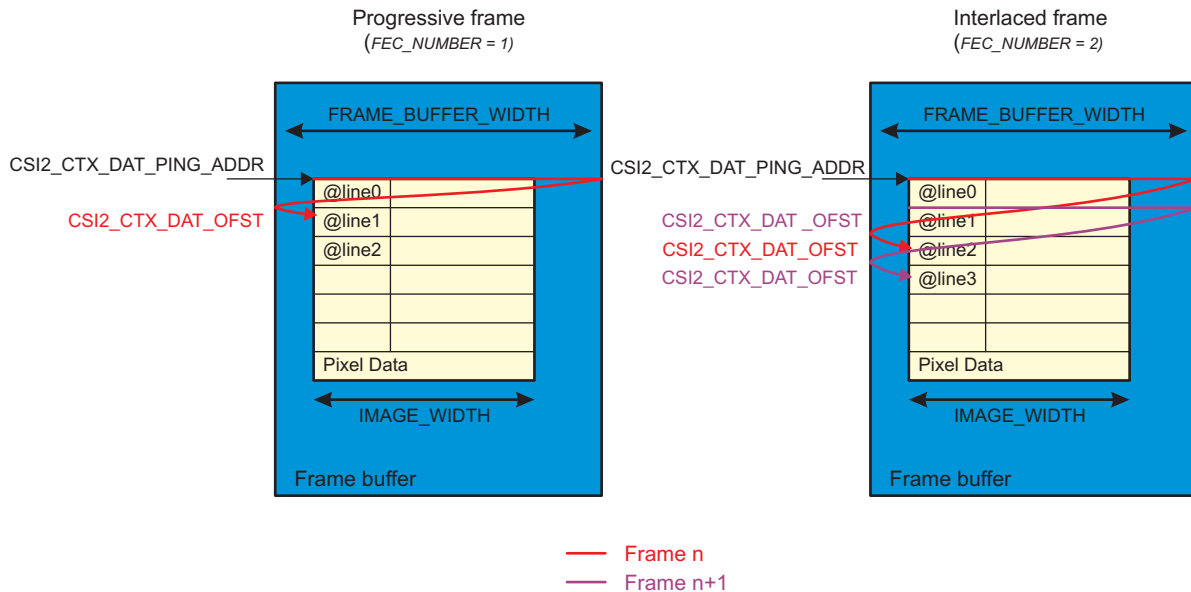 Progressive frame
(FEC_NUMBER = 1)
FRAME_BUFFER_WIDTH
CSI2_CTX_DAT_PING_ADDR
@line0
CSI2_CTX_DAT_OFST
@line1
@line2
Pixel Data
IMAGE_WIDTH
Frame buffer
Interlaced frame
(FEC_NUMBER = 2)
FRAME_BUFFER_WIDTH
CSI2_CTX_DAT_PING_ADDR
@line0
CSI2_CTX_DAT _OFST
@line1
CSI2_CTX_DAT_OFST
@line2
CSI2_CTX_DAT_OFST
@line3
Pixel Data
IMAGE_WIDTH
Frame buffer
Frame n
Frame n+1